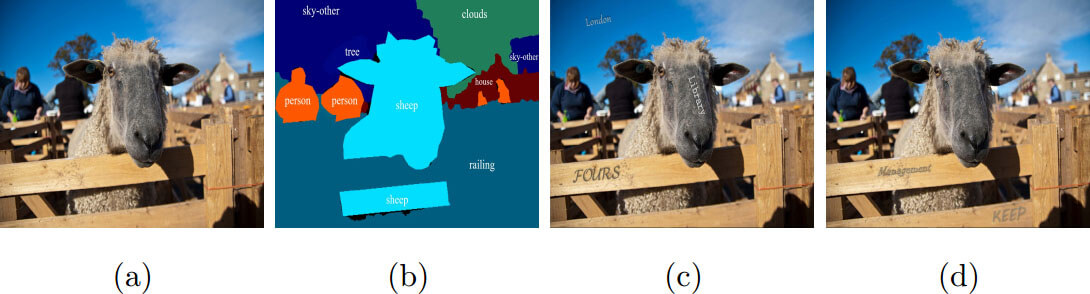 sky-other
clouds
tree
sky-other
house
person
person
sheep
railing
sheep
London
Library
FOURS
Management
KEEP
(a)
(b)
(c)
(d)